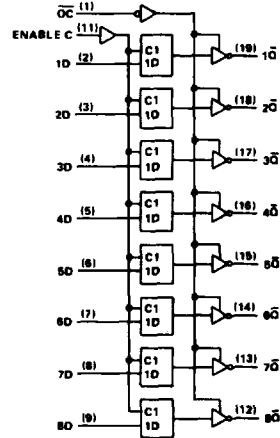 OC (1)
ENABLE C (11)
1D (2) C1 1D (19) 1Q
2D (3) C1 1D (18) 2Q
3D (4) C1 1D (17) 3Q
4D (5) C1 1D (16) 4Q
5D (6) C1 1D (15) 5Q
6D (7) C1 1D (14) 6Q
7D (8) C1 1D (13) 7Q
8D (9) C1 1D (12) 8Q